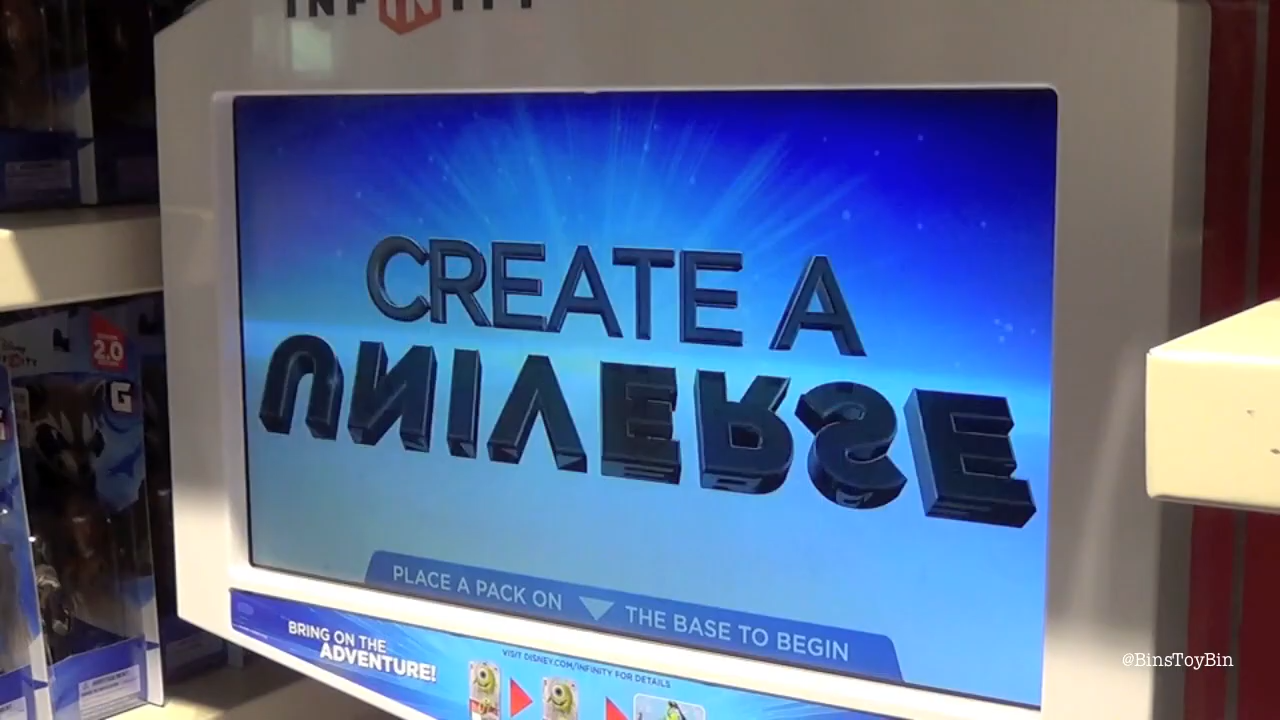 INFINITY
CREATE A
UNIVERSE
PLACE A PACK ON THE BASE TO BEGIN
BRING ON THE
ADVENTURE!
VISIT DISNEY.COM/INFINITY FOR DETAILS
2.0
G
@BinsToyBin